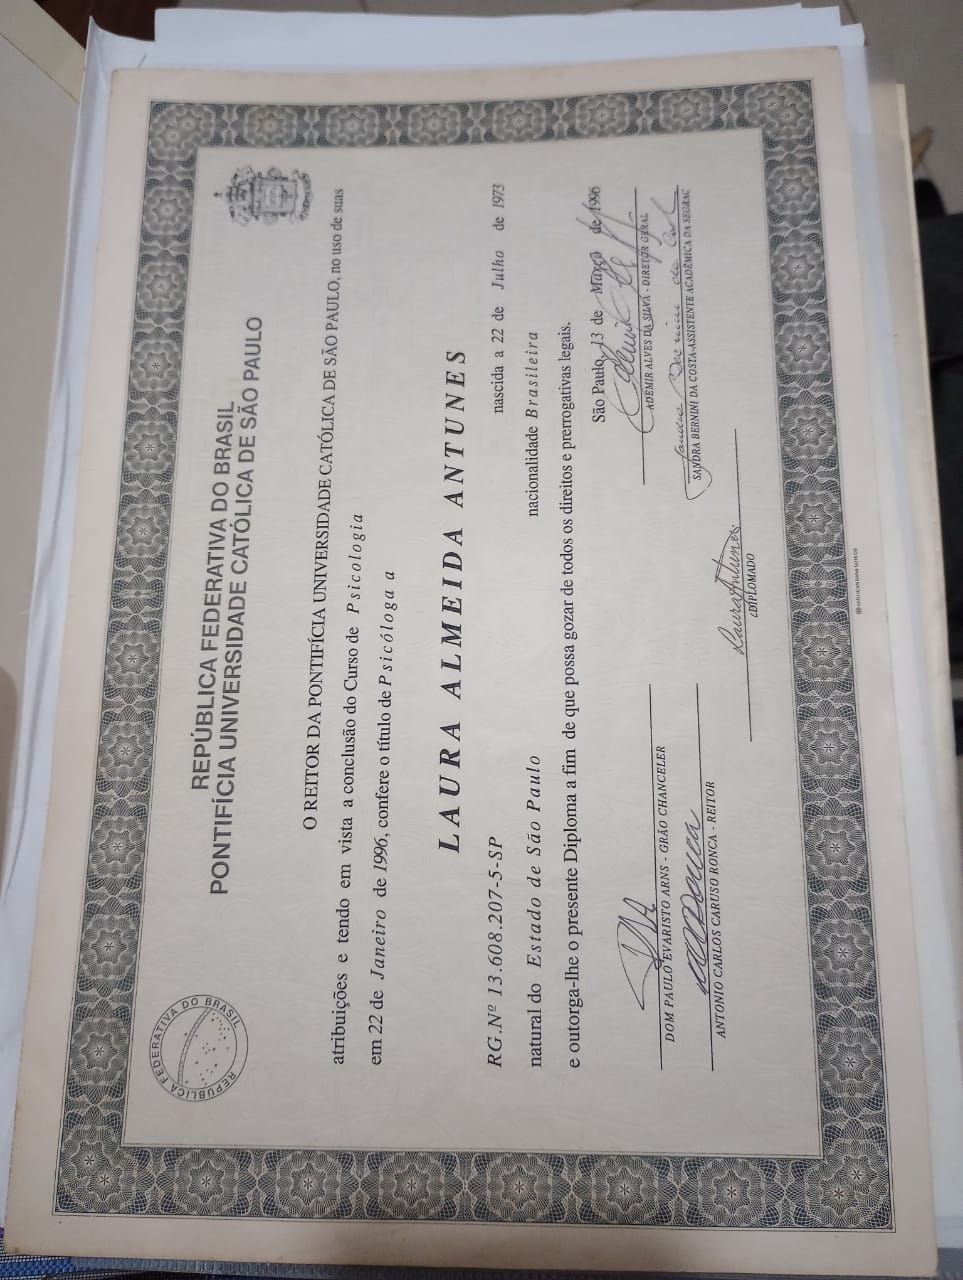 REPÚBLICA FEDERATIVA DO BRASIL
REPÚBLICA FEDERATIVA DO BRASIL
PONTIFÍCIA UNIVERSIDADE CATÓLICA DE SÃO PAULO
O REITOR DA PONTIFÍCIA UNIVERSIDADE CATÓLICA DE SÃO PAULO, no uso de suas
atribuições e tendo em vista a conclusão do Curso de Psicologia
em 22 de Janeiro de 1996, confere o título de Psicóloga a
LAURA ALMEIDA ANTUNES
RG.Nº 13.608.207-5-SP nascida a 22 de Julho de 1973
natural do Estado de São Paulo nacionalidade Brasileira
e outorga-lhe o presente Diploma a fim de que possa gozar de todos os direitos e prerrogativas legais.
São Paulo, 13 de Março de 1996
DOM PAULO EVARISTO ARNS - GRÃO CHANCELER
ADEMIR ALVES DA SILVA - DIRETOR GERAL
ANTONIO CARLOS CARUSO RONCA - REITOR
SANDRA BERNINI DA COSTA-ASSISTENTE ACADÊMICA DA SEGRAC
Laura Antunes
DIPLOMADO